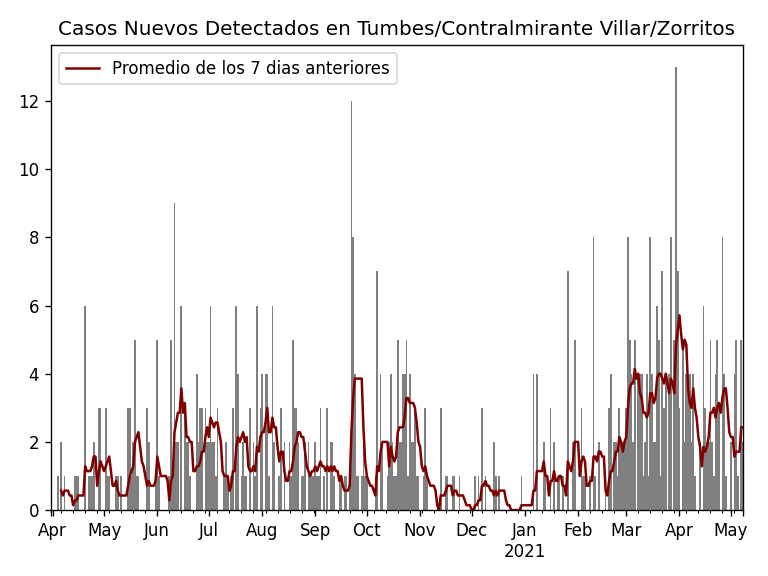 Casos Nuevos Detectados en Tumbes/Contralmirante Villar/Zorritos
Promedio de los 7 dias anteriores
12
10
8
6
4
2
0
Apr May Jun Jul Aug Sep Oct Nov Dec Jan Feb Mar Apr May
2021